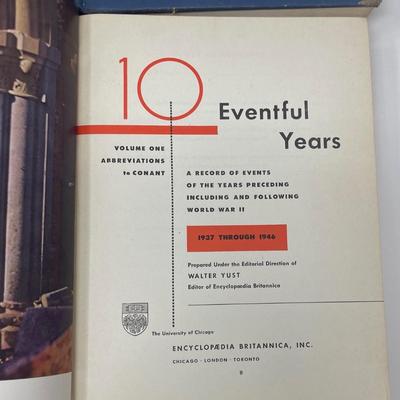 10 Eventful
Years
VOLUME ONE
ABBREVIATIONS
to CONANT
A RECORD OF EVENTS
OF THE YEARS PRECEDING
INCLUDING AND FOLLOWING
WORLD WAR II
1937 THROUGH 1946
Prepared Under the Editorial Direction of
WALTER YUST
Editor of Encyclopædia Britannica
The University of Chicago
ENCYCLOPÆDIA BRITANNICA, INC.
CHICAGO · LONDON · TORONTO